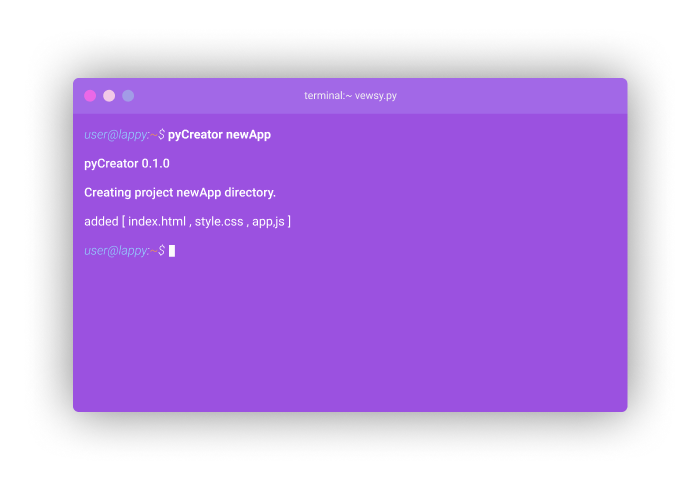 terminal:~ vewsy.py
user@lappy:~$ pyCreator newApp
pyCreator 0.1.0
Creating project newApp directory.
added [ index.html , style.css , app.js ]
user@lappy:~$